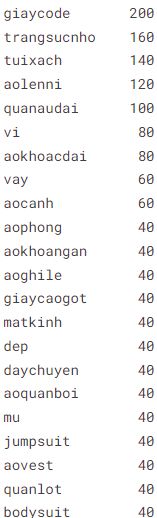 giaycode 200
trangsucnho 160
tuixach 140
aolenni 120
quanaudai 100
vi 80
aokhoacdai 80
vay 60
aocanh 60
aophong 40
aokhoangan 40
aoghile 40
giaycaogot 40
matkinh 40
dep 40
daychuyen 40
aoquanboi 40
mu 40
jumpsuit 40
aovest 40
quanlot 40
bodysuit 40